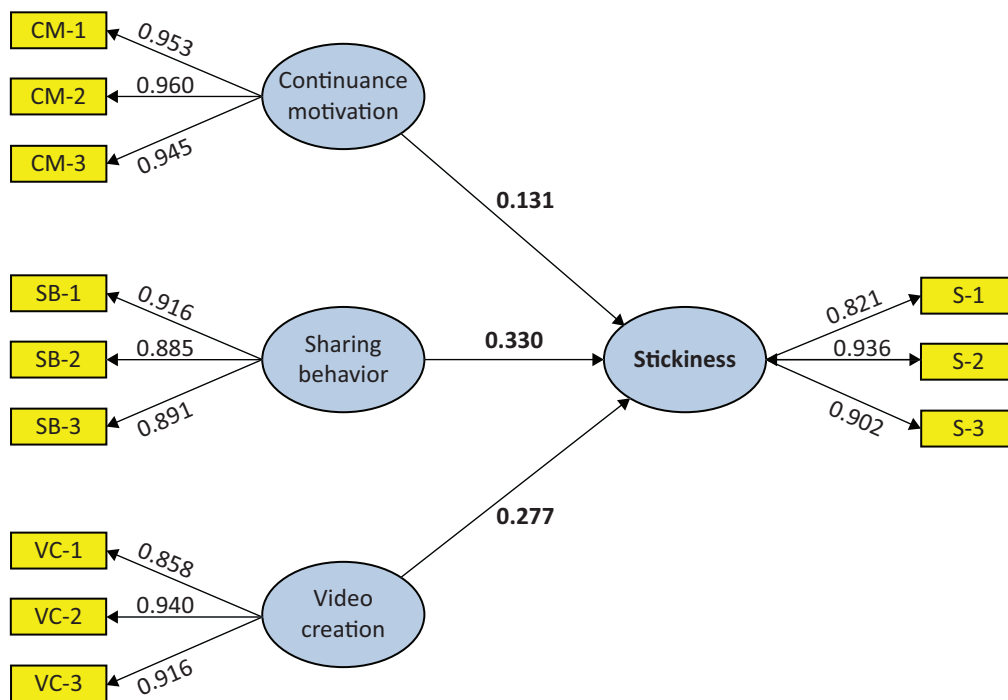 CM-1
0.953
CM-2
0.960
CM-3
0.945
Continuance
motivation
0.131
SB-1
0.916
SB-2
0.885
SB-3
0.891
Sharing
behavior
0.330
Stickiness
0.821
S-1
0.936
S-2
0.902
S-3
0.277
VC-1
0.858
VC-2
0.940
VC-3
0.916
Video
creation